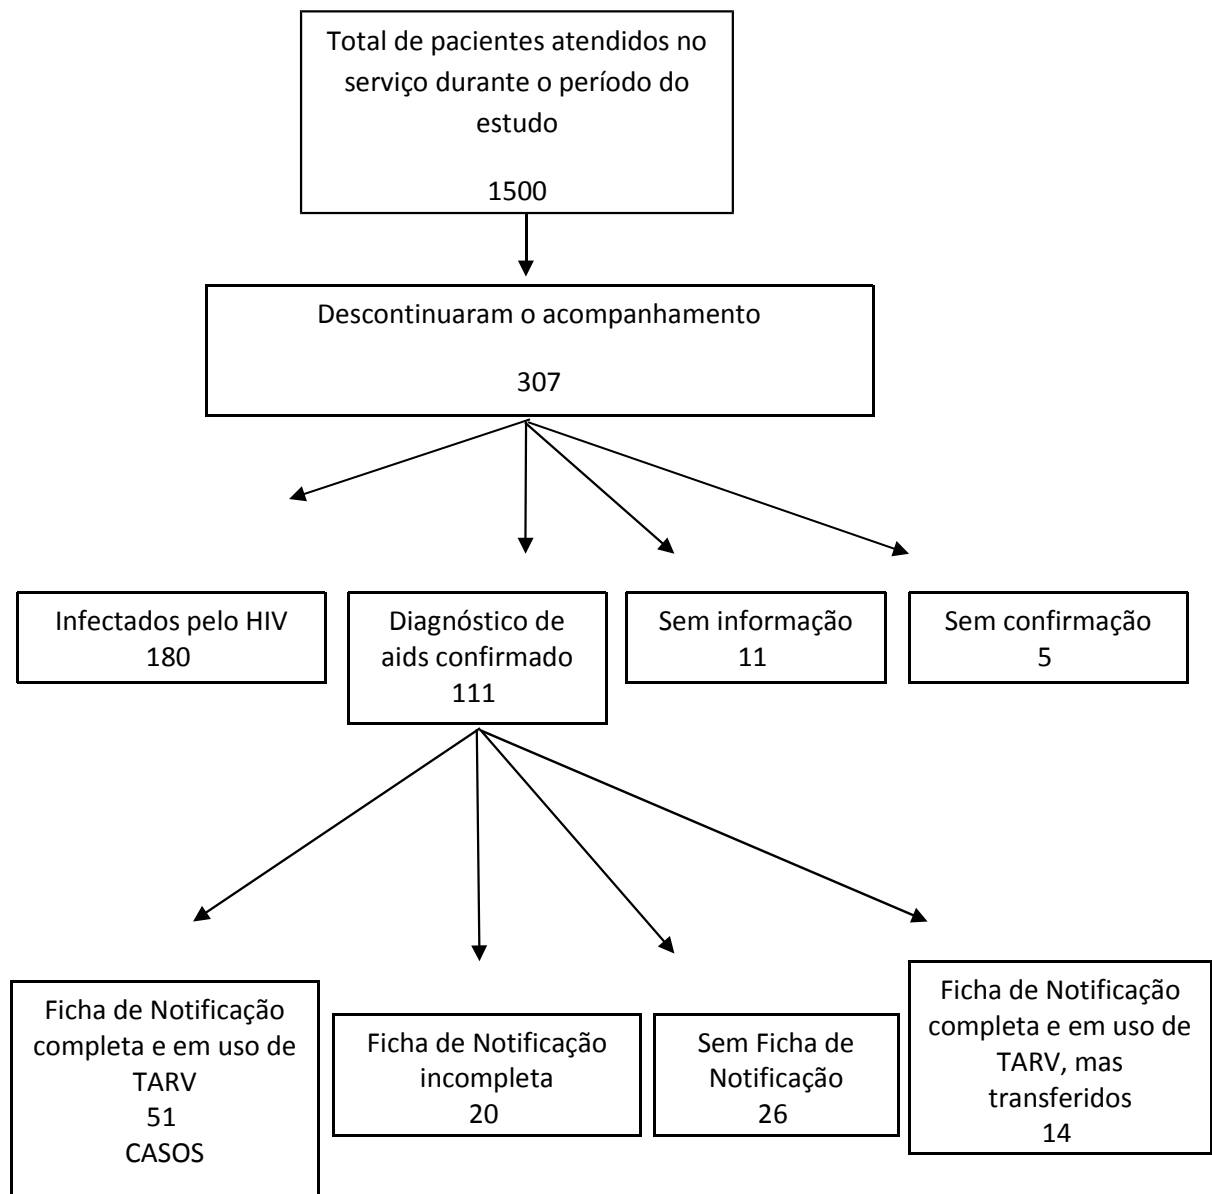 Total de pacientes atendidos no
serviço durante o período do
estudo
1500
Descontinuaram o acompanhamento
307
Infectados pelo HIV
180
Diagnóstico de
aids confirmado
111
Sem informação
11
Sem confirmação
5
Ficha de Notificação
completa e em uso de
TARV
51
CASOS
Ficha de Notificação
incompleta
20
Sem Ficha de
Notificação
26
Ficha de Notificação
completa e em uso de
TARV, mas
transferidos
14